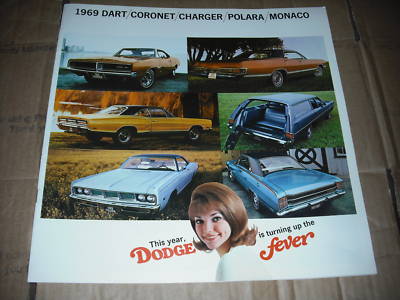 1969 DART/CORONET/CHARGER/POLARA/MONACO
This year,
DODGE is turning up the
fever